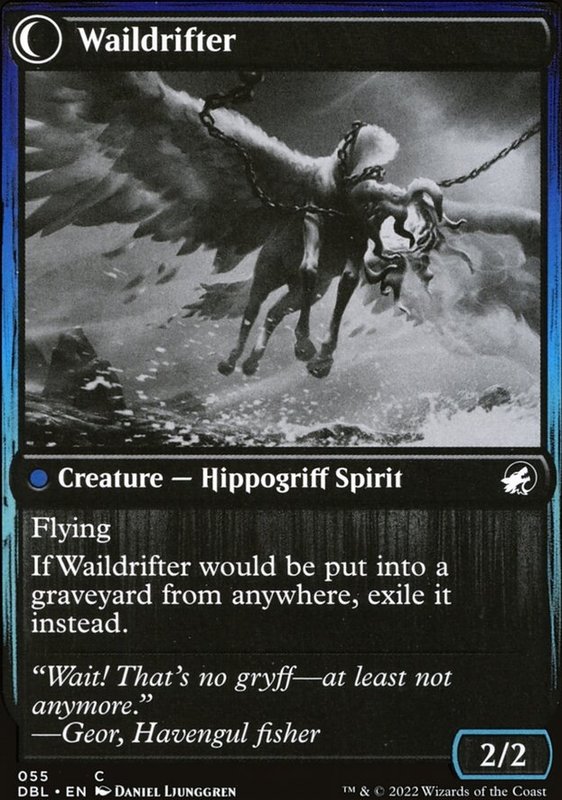 Waildrifter
Creature — Hippogriff Spirit
Flying
If Waildrifter would be put into a
graveyard from anywhere, exile it
instead.
“Wait! That’s no gryff—at least not
anymore.”
—Geor, Havengul fisher
2/2
055 C
DBL • EN Daniel Ljunggren
™ & © 2022 Wizards of the Coast